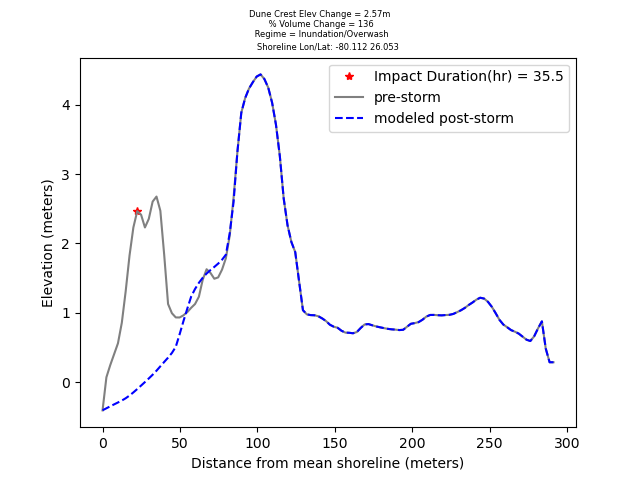 Dune Crest Elev Change = 2.57m
% Volume Change = 136
Regime = Inundation/Overwash
Shoreline Lon/Lat: -80.112 26.053
Impact Duration(hr) = 35.5
pre-storm
modeled post-storm
Elevation (meters)
4
3
2
1
0
0 50 100 150 200 250 300
Distance from mean shoreline (meters)